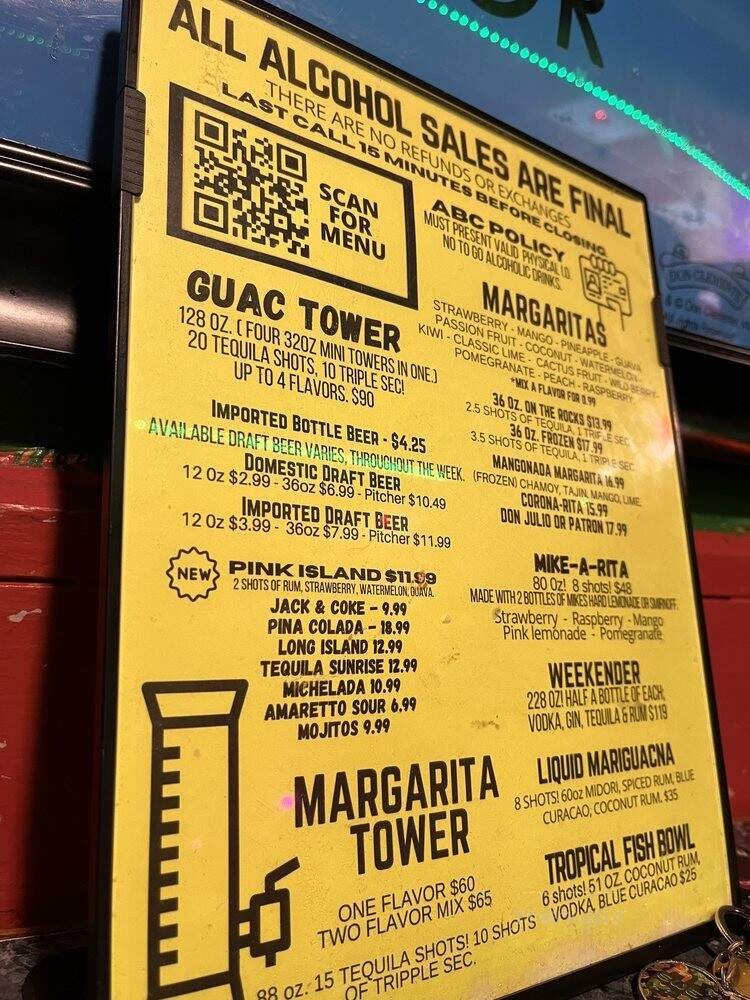 ALL ALCOHOL SALES ARE FINAL
THERE ARE NO REFUNDS OR EXCHANGES
LAST CALL 15 MINUTES BEFORE CLOSING
SCAN
FOR
MENU
ABC POLICY
MUST PRESENT VALID PHYSICAL I.D.
NO TO GO ALCOHOLIC DRINKS.
GUAC TOWER
128 OZ. ( FOUR 32OZ MINI TOWERS IN ONE.)
20 TEQUILA SHOTS, 10 TRIPLE SEC!
UP TO 4 FLAVORS. $90
IMPORTED BOTTLE BEER - $4.25
AVAILABLE DRAFT BEER VARIES, THROUGHOUT THE WEEK.
DOMESTIC DRAFT BEER
12 Oz $2.99 - 36oz $6.99 - Pitcher $10.49
IMPORTED DRAFT BEER
12 Oz $3.99 - 36oz $7.99 - Pitcher $11.99
NEW
PINK ISLAND $11.99
2 SHOTS OF RUM, STRAWBERRY, WATERMELON, GUAVA.
JACK & COKE - 9.99
PINA COLADA - 18.99
LONG ISLAND 12.99
TEQUILA SUNRISE 12.99
MICHELADA 10.99
AMARETTO SOUR 6.99
MOJITOS 9.99
MARGARITA
TOWER
ONE FLAVOR $60
TWO FLAVOR MIX $65
88 OZ. 15 TEQUILA SHOTS! 10 SHOTS
OF TRIPPLE SEC.
MARGARITAS
STRAWBERRY - MANGO - PINEAPPLE - GUAVA
PASSION FRUIT - COCONUT - WATERMELON -
KIWI - CLASSIC LIME - CACTUS FRUIT - WILD BERRY-
POMEGRANATE - PEACH - RASPBERRY
*MIX A FLAVOR FOR 0.99
36 OZ. ON THE ROCKS $13.99
2.5 SHOTS OF TEQUILA, 1 TRIPLE SEC
36 OZ. FROZEN $17.99
3.5 SHOTS OF TEQUILA, 1 TRIPLE SEC
MANGONADA MARGARITA 16.99
(FROZEN) CHAMOY, TAJIN, MANGO, LIME.
CORONA-RITA 15.99
DON JULIO OR PATRON 17.99
MIKE-A-RITA
80 Oz! 8 shots! $48
MADE WITH 2 BOTTLES OF MIKES HARD LEMONADE OR SMIRNOFF.
Strawberry - Raspberry - Mango
Pink lemonade - Pomegranate
WEEKENDER
228 OZ! HALF A BOTTLE OF EACH;
VODKA, GIN, TEQUILA & RUM $119
LIQUID MARIGUACNA
8 SHOTS! 60oz MIDORI, SPICED RUM, BLUE
CURACAO, COCONUT RUM. $35
TROPICAL FISH BOWL
6 shots! 51 OZ. COCONUT RUM,
VODKA, BLUE CURACAO $25